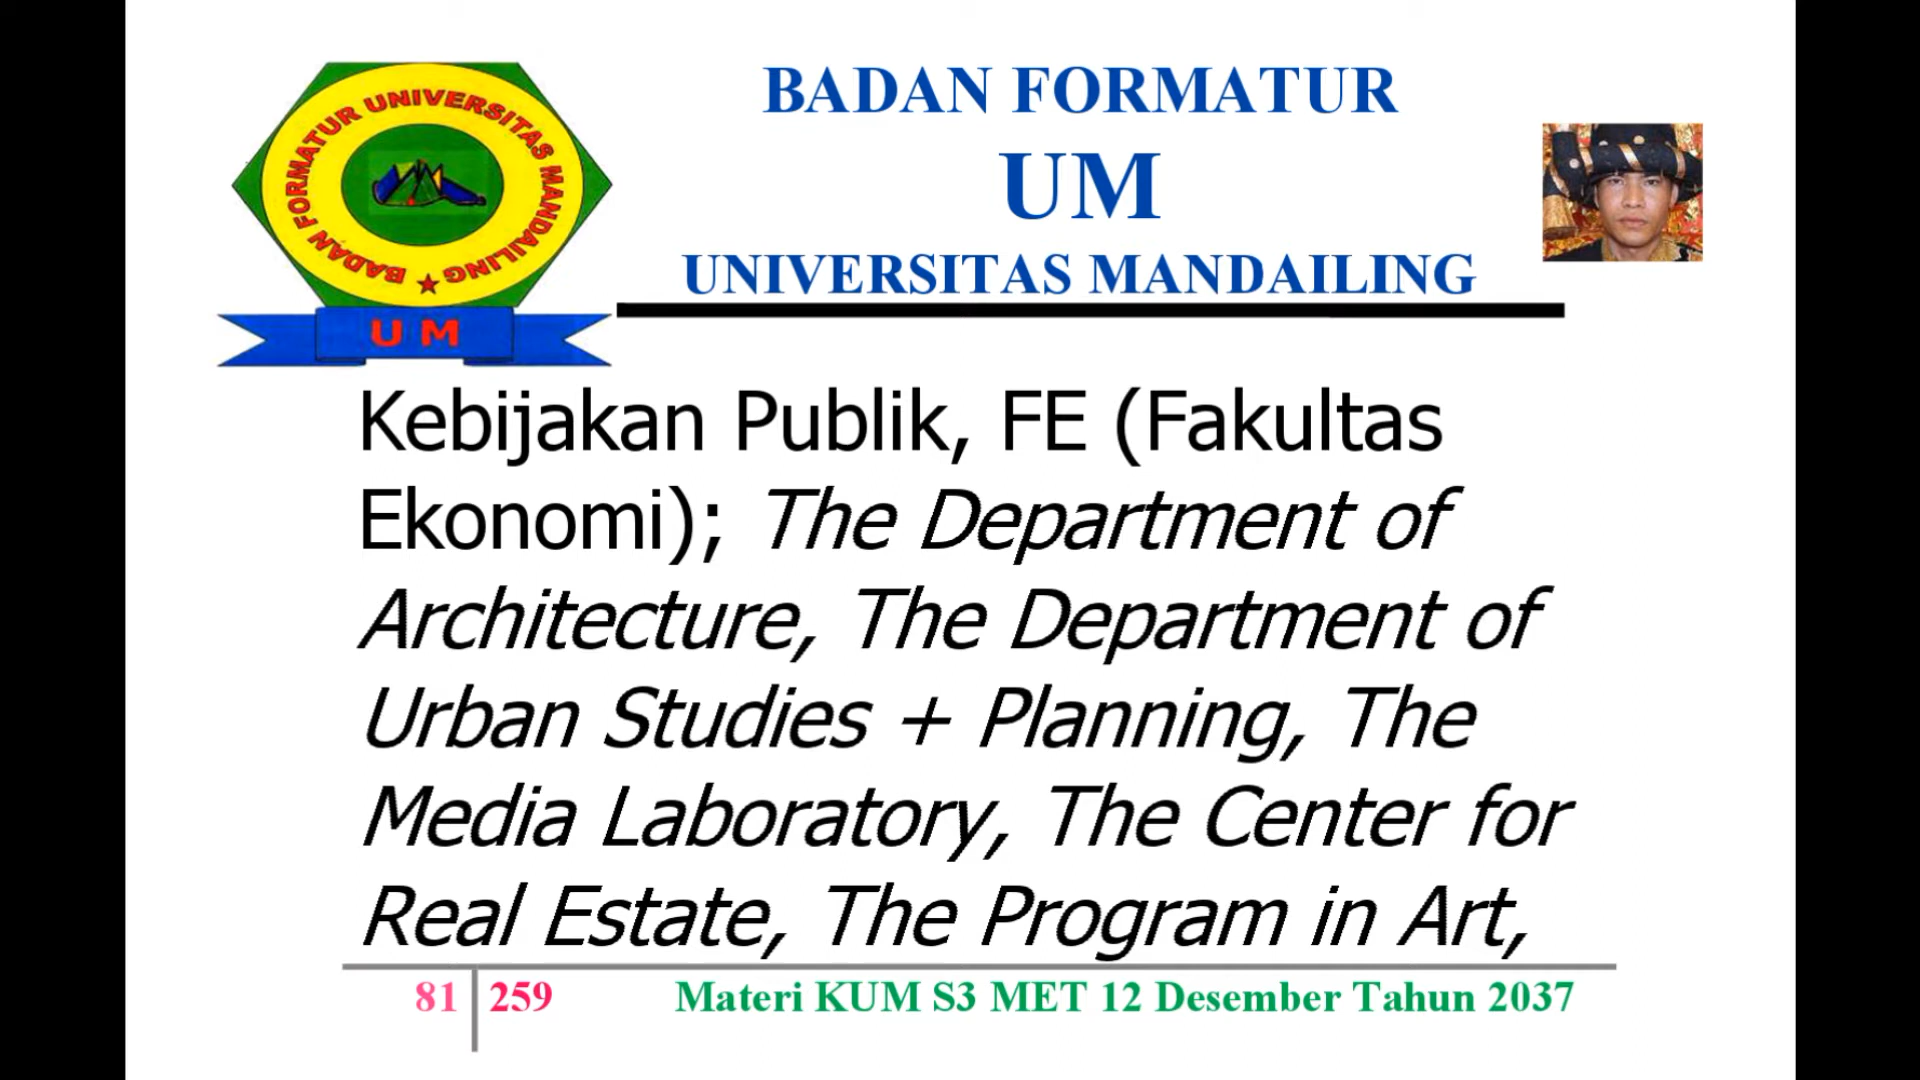 BADAN FORMATUR
UM
UNIVERSITAS MANDAILING
BADAN FORMATUR UNIVERSITAS MANDAILING
U M
Kebijakan Publik, FE (Fakultas
Ekonomi); The Department of
Architecture, The Department of
Urban Studies + Planning, The
Media Laboratory, The Center for
Real Estate, The Program in Art,
81 259 Materi KUM S3 MET 12 Desember Tahun 2037